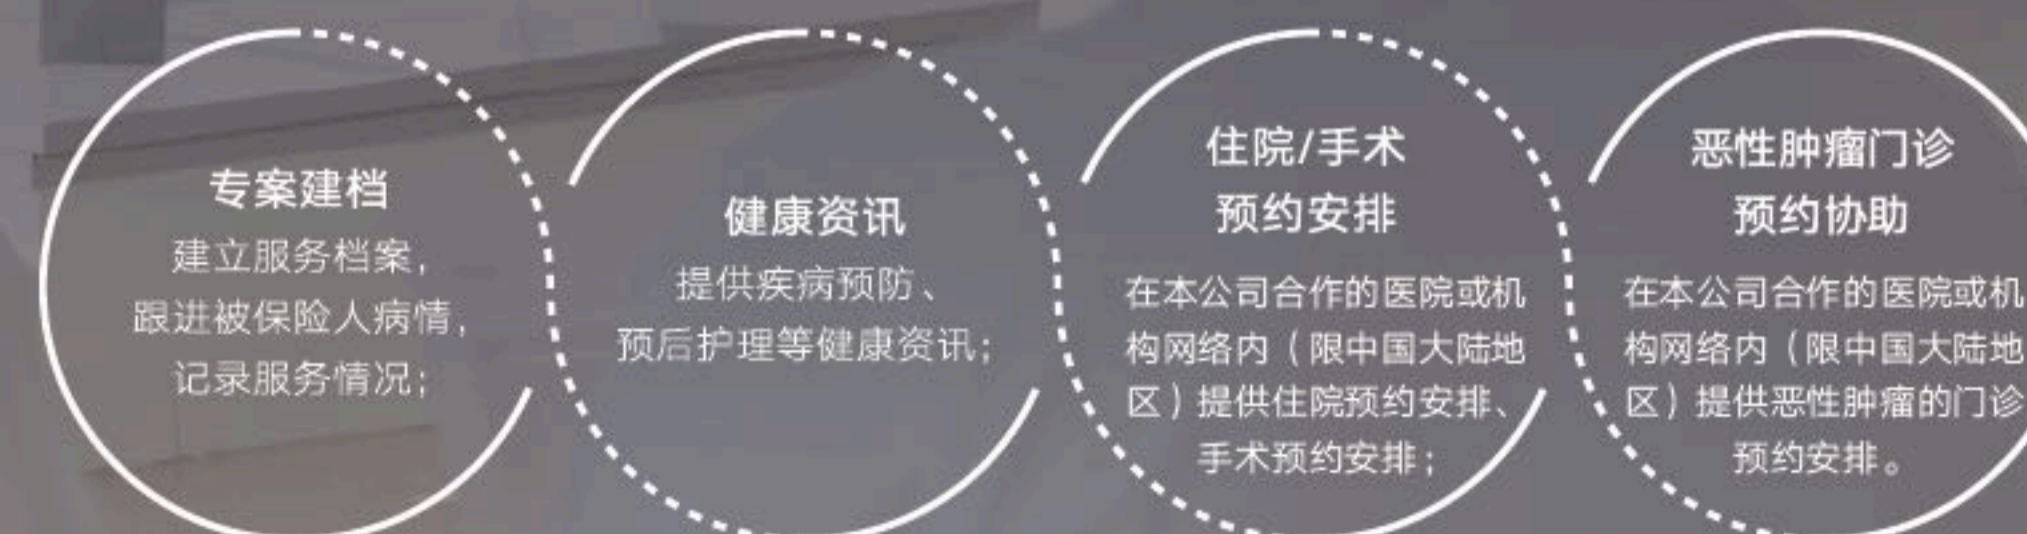 专案建档
建立服务档案，
跟进被保险人病情，
记录服务情况；
健康资讯
提供疾病预防、
预后护理等健康资讯；
住院/手术
预约安排
在本公司合作的医院或机
构网络内（限中国大陆地
区）提供住院预约安排、
手术预约安排；
恶性肿瘤门诊
预约协助
在本公司合作的医院或机
构网络内（限中国大陆地
区）提供恶性肿瘤的门诊
预约安排。